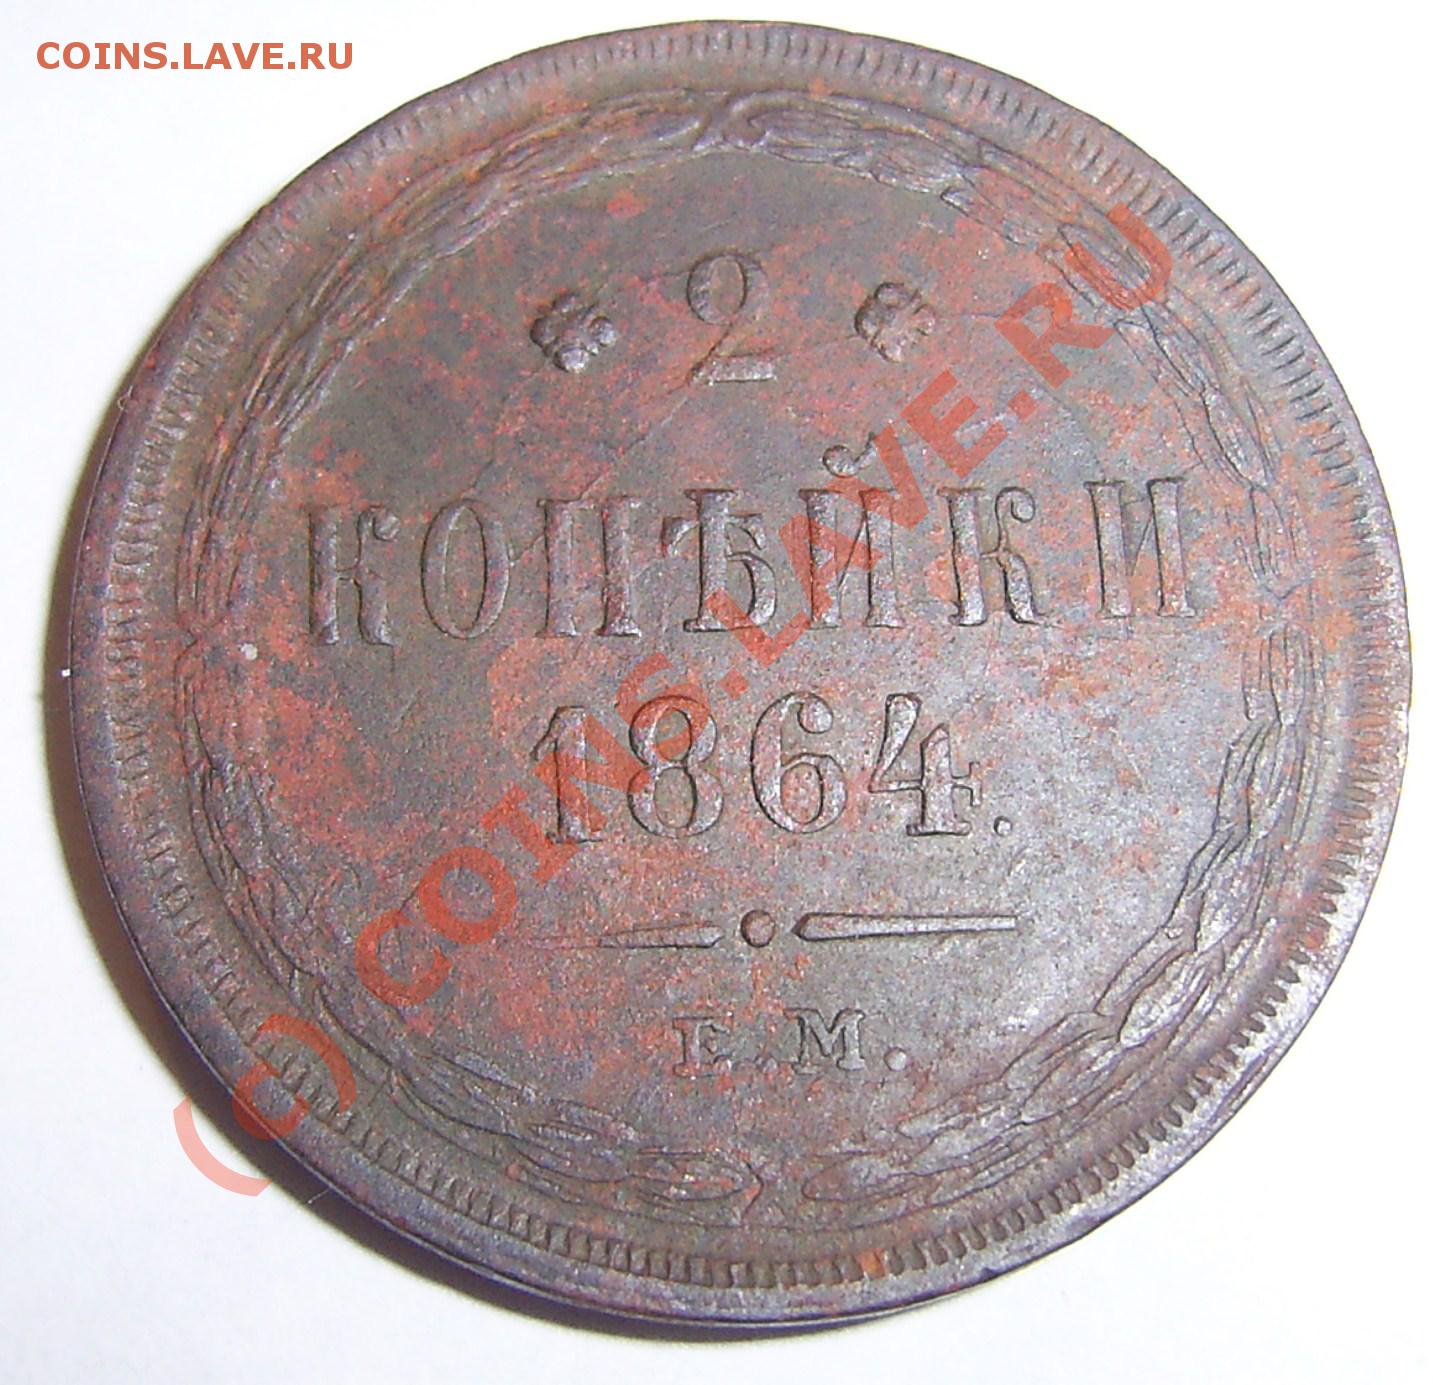 COINS.LAVE.RU
2
КОПѢЙКИ
1864.
Е.М.
(c) COINS.LAVE.RU